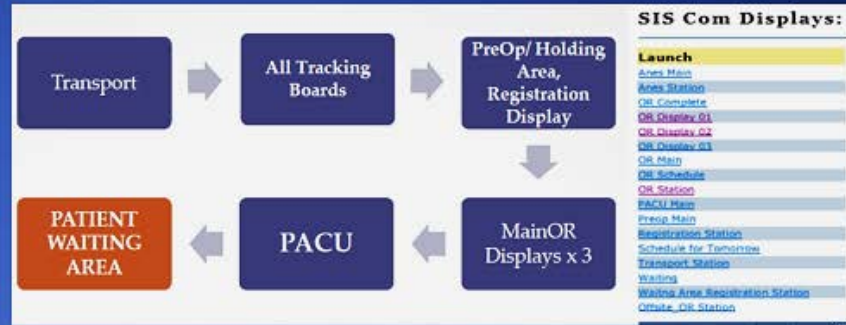 Transport
All Tracking
Boards
PreOp/ Holding
Area,
Registration
Display
PATIENT
WAITING
AREA
PACU
MainOR
Displays x 3
SIS Com Displays:
Launch
Anes Main
Anes Station
OR Complete
OR Display 01
OR Display 02
OR Display 03
OR Main
OR Schedule
OR Station
PACU Main
Preop Main
Registration Station
Schedule for Tomorrow
Transport Station
Waiting
Waitng Area Registration Station
Offsite_OR Station